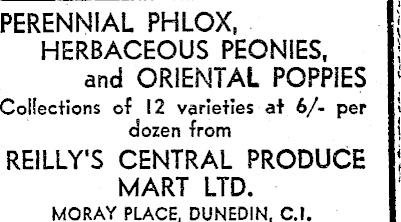 PERENNIAL PHLOX,
HERBACEOUS PEONIES,
and ORIENTAL POPPIES
Collections of 12 varieties at 6/- per
dozen from
REILLY'S CENTRAL PRODUCE
MART LTD.
MORAY PLACE, DUNEDIN, C.I.